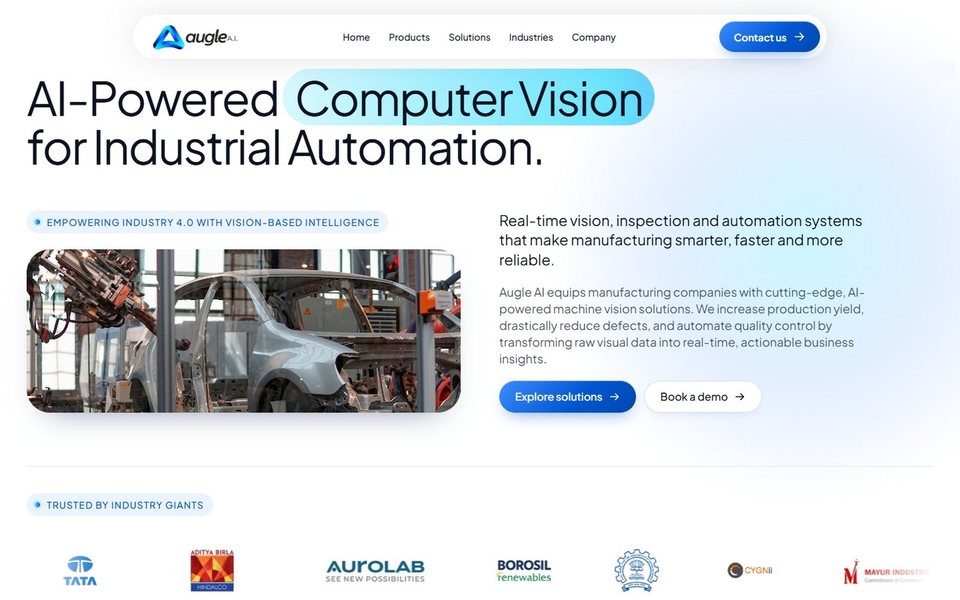 augle A.I.
Home
Products
Solutions
Industries
Company
Contact us
AI-Powered Computer Vision
for Industrial Automation.
EMPOWERING INDUSTRY 4.0 WITH VISION-BASED INTELLIGENCE
Real-time vision, inspection and automation systems
that make manufacturing smarter, faster and more
reliable.
Augle AI equips manufacturing companies with cutting-edge, AI-
powered machine vision solutions. We increase production yield,
drastically reduce defects, and automate quality control by
transforming raw visual data into real-time, actionable business
insights.
Explore solutions
Book a demo
TRUSTED BY INDUSTRY GIANTS
TATA
ADITYA BIRLA
HINDALCO
AUROLAB
SEE NEW POSSIBILITIES
BOROSIL
renewables
CYGNii
MAYUR INDUSTRI
Commitment of Excellence